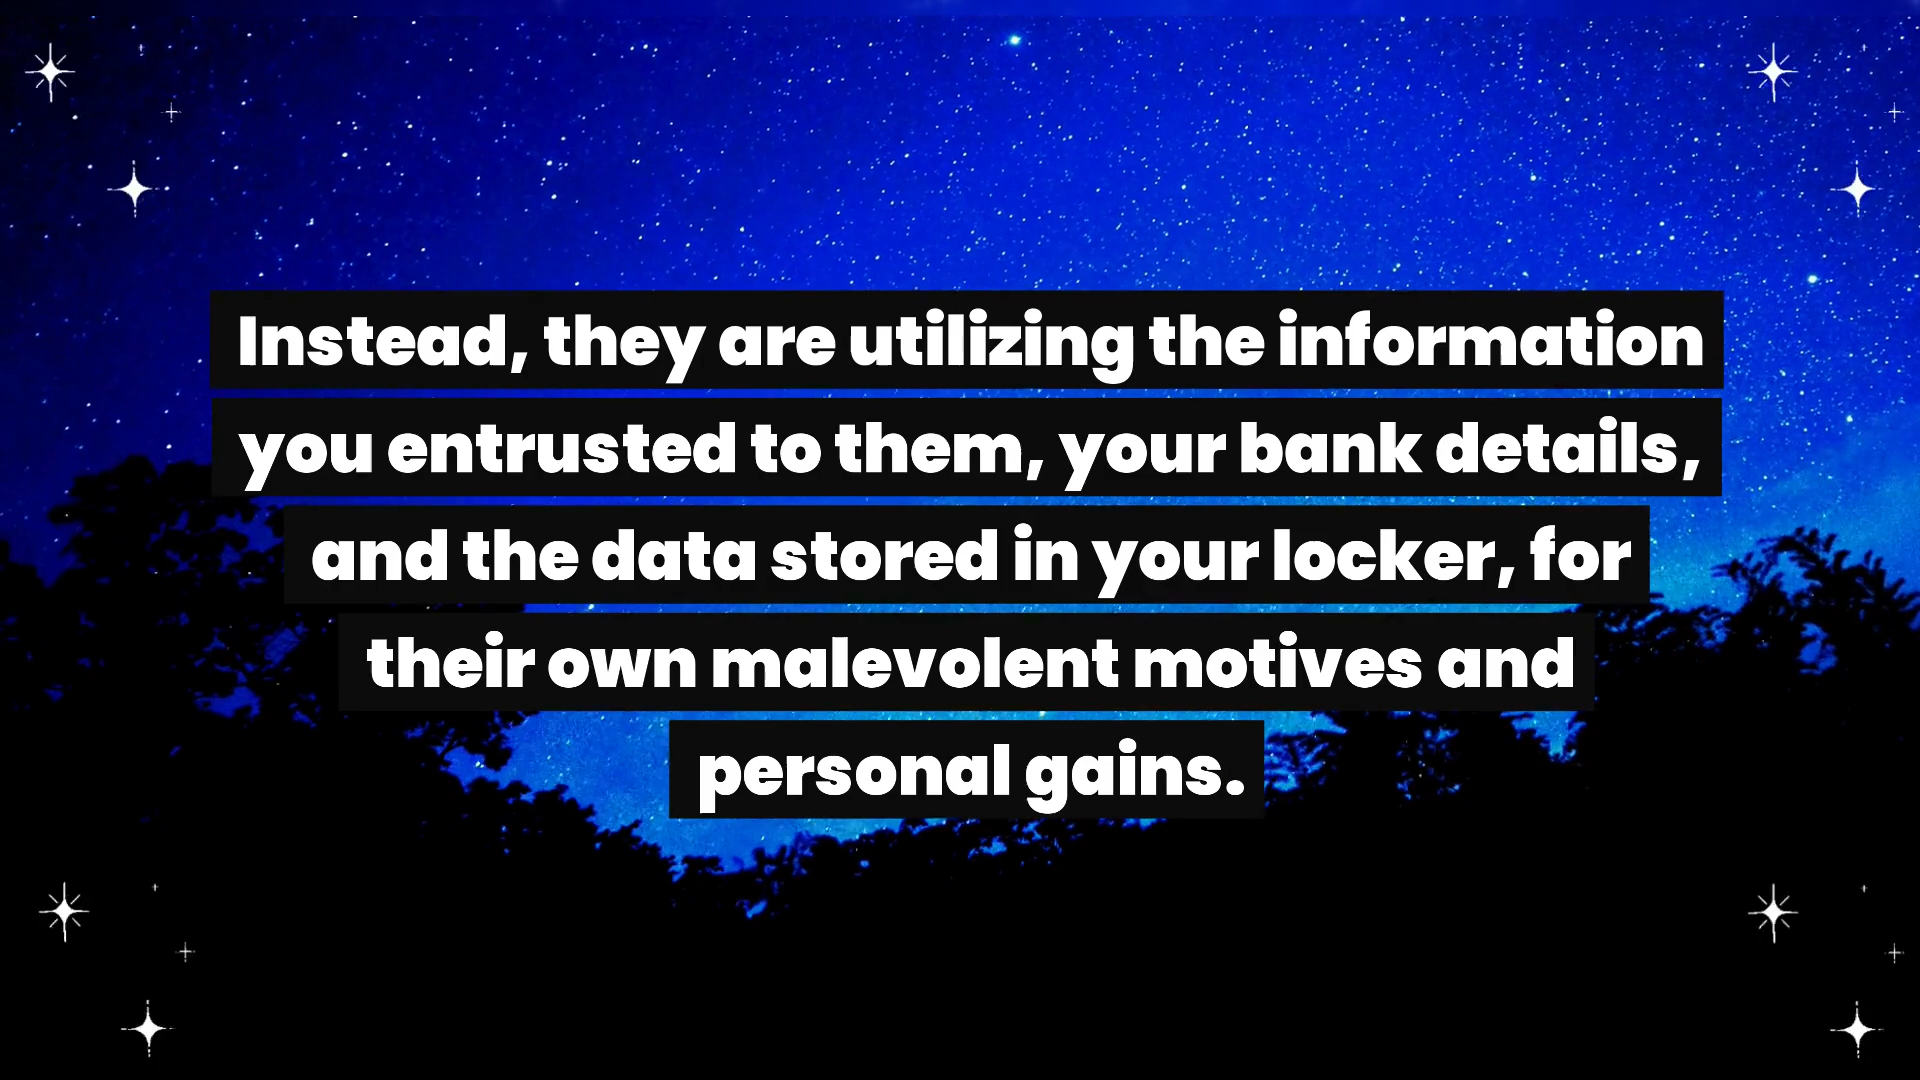 Instead, they are utilizing the information
you entrusted to them, your bank details,
and the data stored in your locker, for
their own malevolent motives and
personal gains.